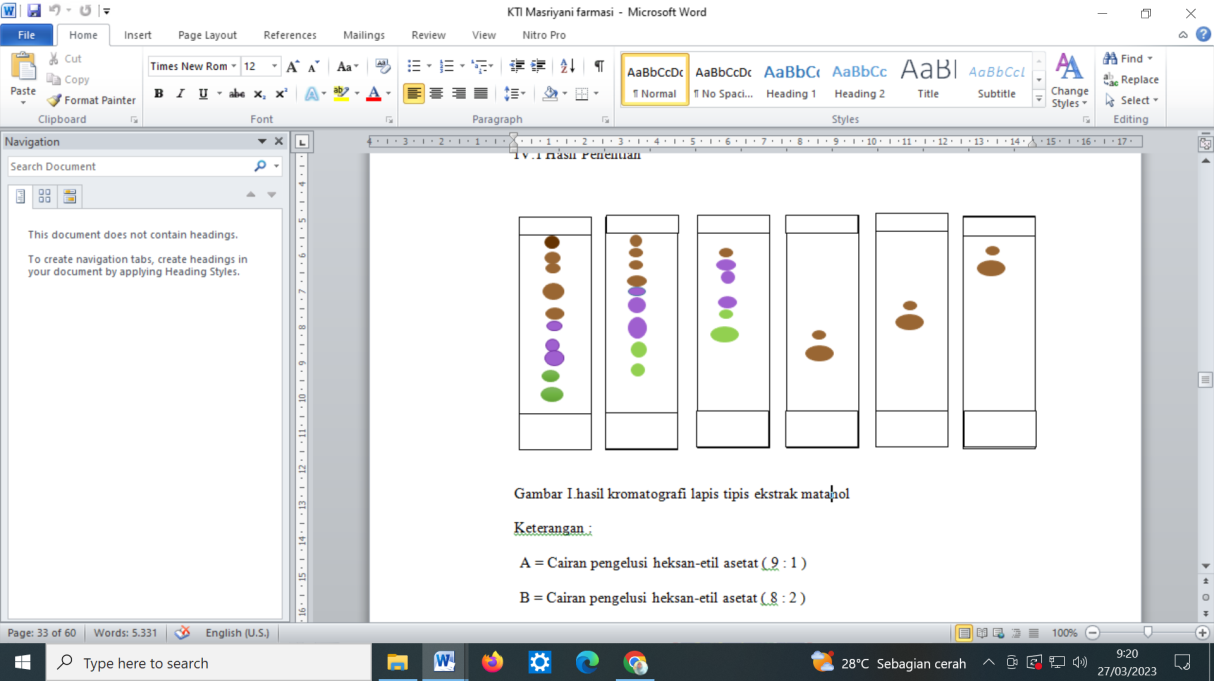 KTI Masriyani farmasi - Microsoft Word
File Home Insert Page Layout References Mailings Review View Nitro Pro
Paste
Cut
Copy
Format Painter
Clipboard
Times New Rom 12
Font
Paragraph
AaBbCcDc AaBbCcDc AaBbCc AaBbCc AaBl AaBbCcL
¶ Normal ¶ No Spaci... Heading 1 Heading 2 Title Subtitle
Styles
Change Styles
Find
Replace
Select
Editing
Navigation
Search Document
This document does not contain headings.
To create navigation tabs, create headings in
your document by applying Heading Styles.
IV.1 Hasil Penelitian
Gambar I.hasil kromatografi lapis tipis ekstrak matanol
Keterangan :
A = Cairan pengelusi heksan-etil asetat ( 9 : 1 )
B = Cairan pengelusi heksan-etil asetat ( 8 : 2 )
Page: 33 of 60 Words: 5.331 English (U.S.) 100%
Type here to search
28°C Sebagian cerah
9:20
27/03/2023